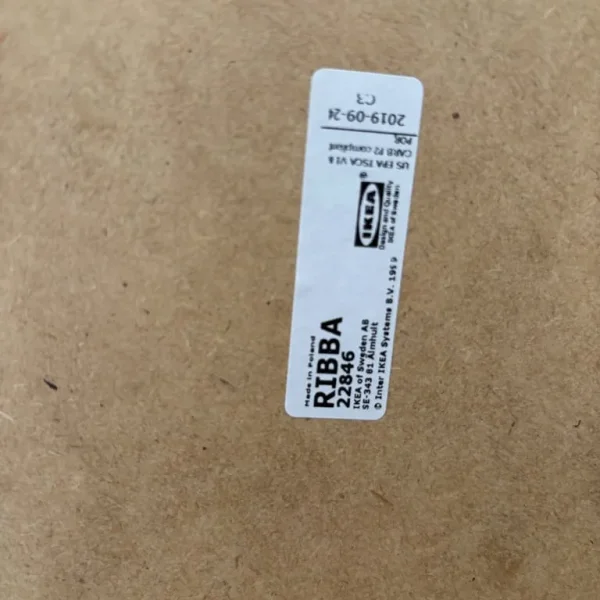 Made in Poland
RIBBA
22846
IKEA of Sweden AB
SE-343 81 Älmhult
© Inter IKEA Systems B.V. 1999
IKEA®
Design and Quality
IKEA of Sweden
US EPA TSCA VI &
CARB P2 compliant
POR
2019-09-24
C3